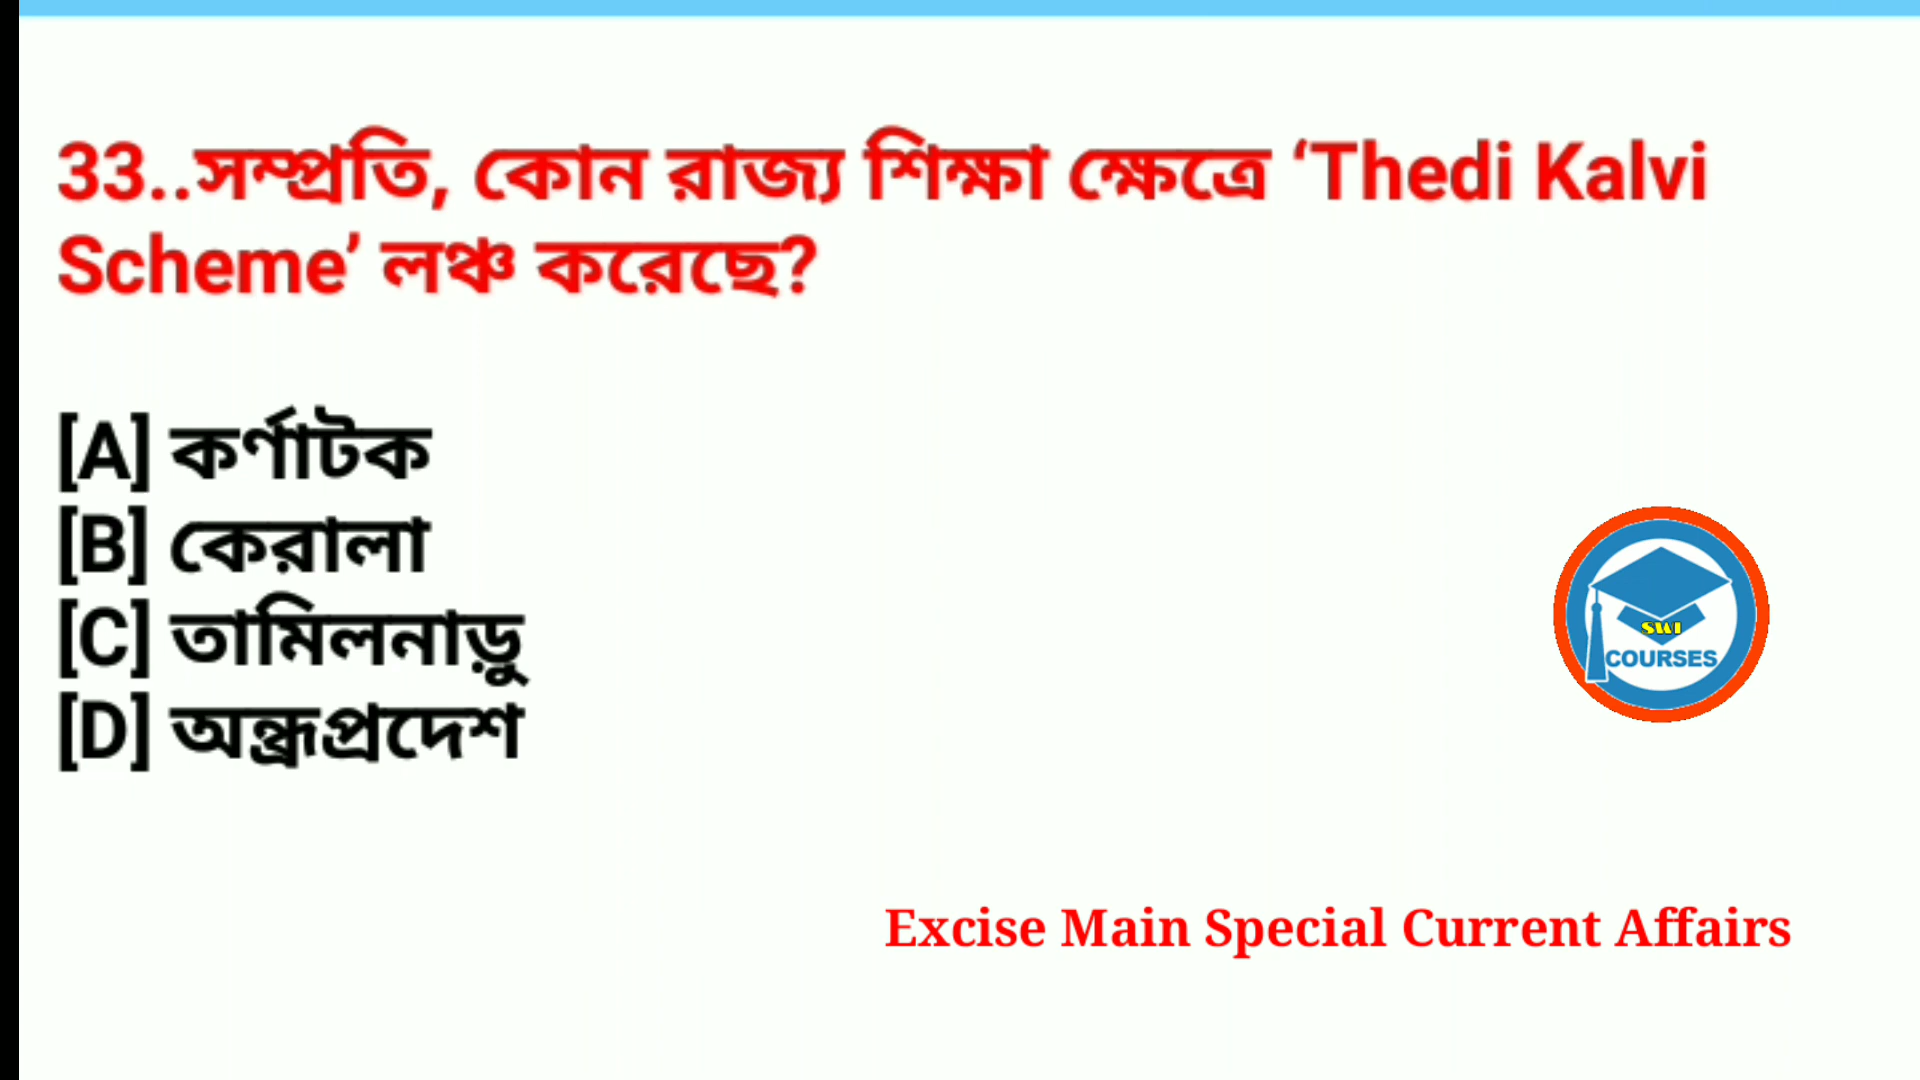 33..সম্প্রতি, কোন রাজ্য শিক্ষা ক্ষেত্রে ‘Thedi Kalvi
Scheme’ লঞ্চ করেছে?
[A] কর্ণাটক
[B] কেরালা
[C] তামিলনাড়ু
[D] অন্ধ্রপ্রদেশ
SWI
COURSES
Excise Main Special Current Affairs